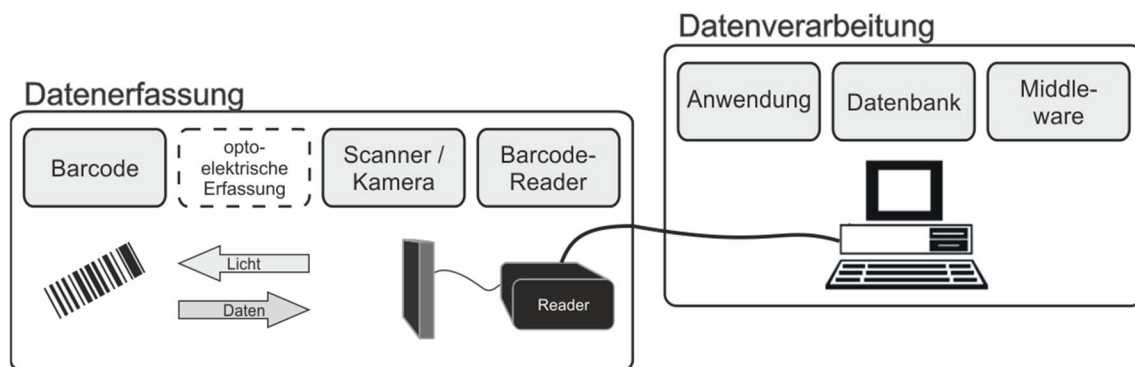 Datenverarbeitung
Anwendung
Datenbank
Middle-
ware
Datenerfassung
Barcode
opto-
elektrische
Erfassung
Scanner /
Kamera
Barcode-
Reader
Licht
Daten
Reader